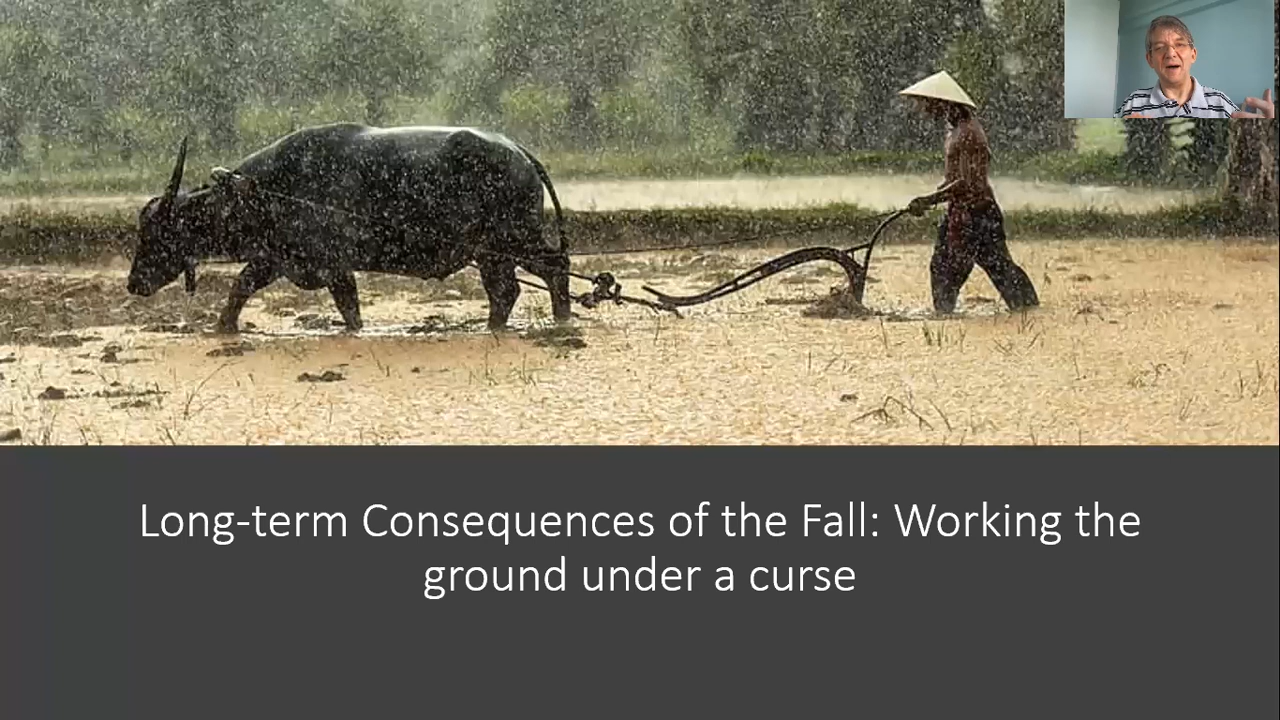 Long-term Consequences of the Fall: Working the
ground under a curse